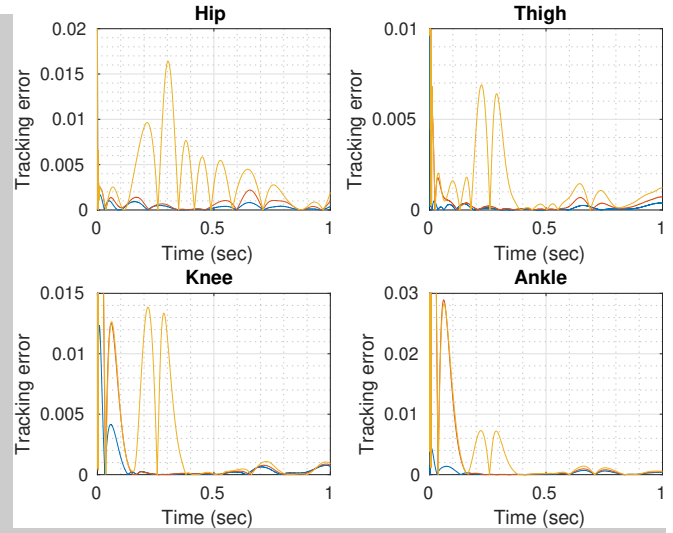 Hip
Tracking error
0.02
0.015
0.01
0.005
0
0 0.5 1
Time (sec)
Thigh
Tracking error
0.01
0.005
0
0 0.5 1
Time (sec)
Knee
Tracking error
0.015
0.01
0.005
0
0 0.5 1
Time (sec)
Ankle
Tracking error
0.03
0.02
0.01
0
0 0.5 1
Time (sec)